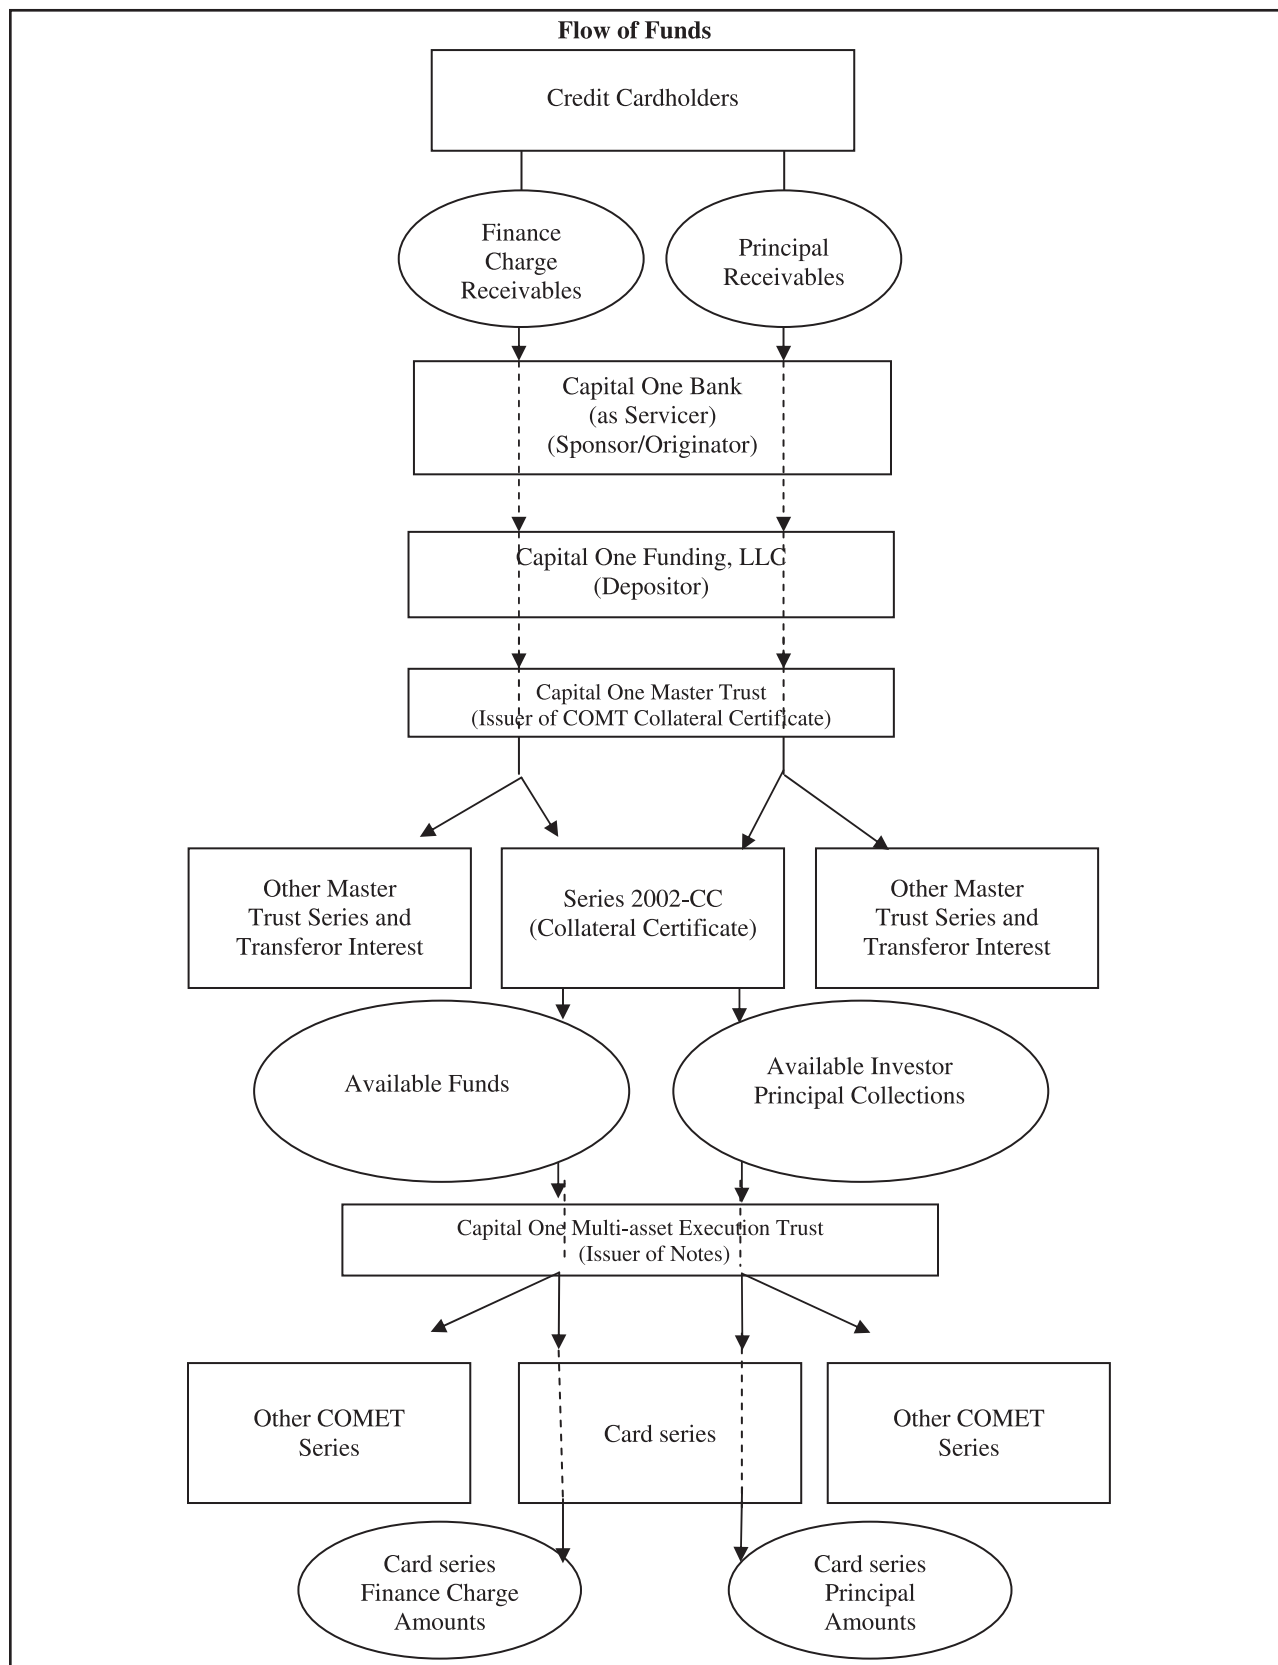 Flow of Funds
Credit Cardholders
Finance
Charge
Receivables
Principal
Receivables
Capital One Bank
(as Servicer)
(Sponsor/Originator)
Capital One Funding, LLC
(Depositor)
Capital One Master Trust
(Issuer of COMT Collateral Certificate)
Other Master
Trust Series and
Transferor Interest
Series 2002-CC
(Collateral Certificate)
Other Master
Trust Series and
Transferor Interest
Available Funds
Available Investor
Principal Collections
Capital One Multi-asset Execution Trust
(Issuer of Notes)
Other COMET
Series
Card series
Other COMET
Series
Card series
Finance Charge
Amounts
Card series
Principal
Amounts